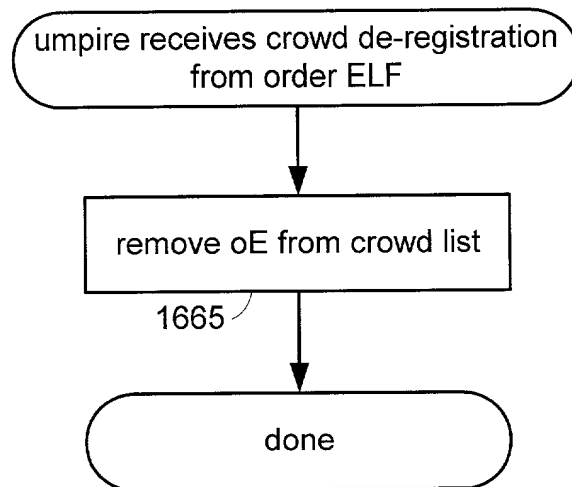 umpire receives crowd de-registration
from order ELF
remove oE from crowd list
1665
done